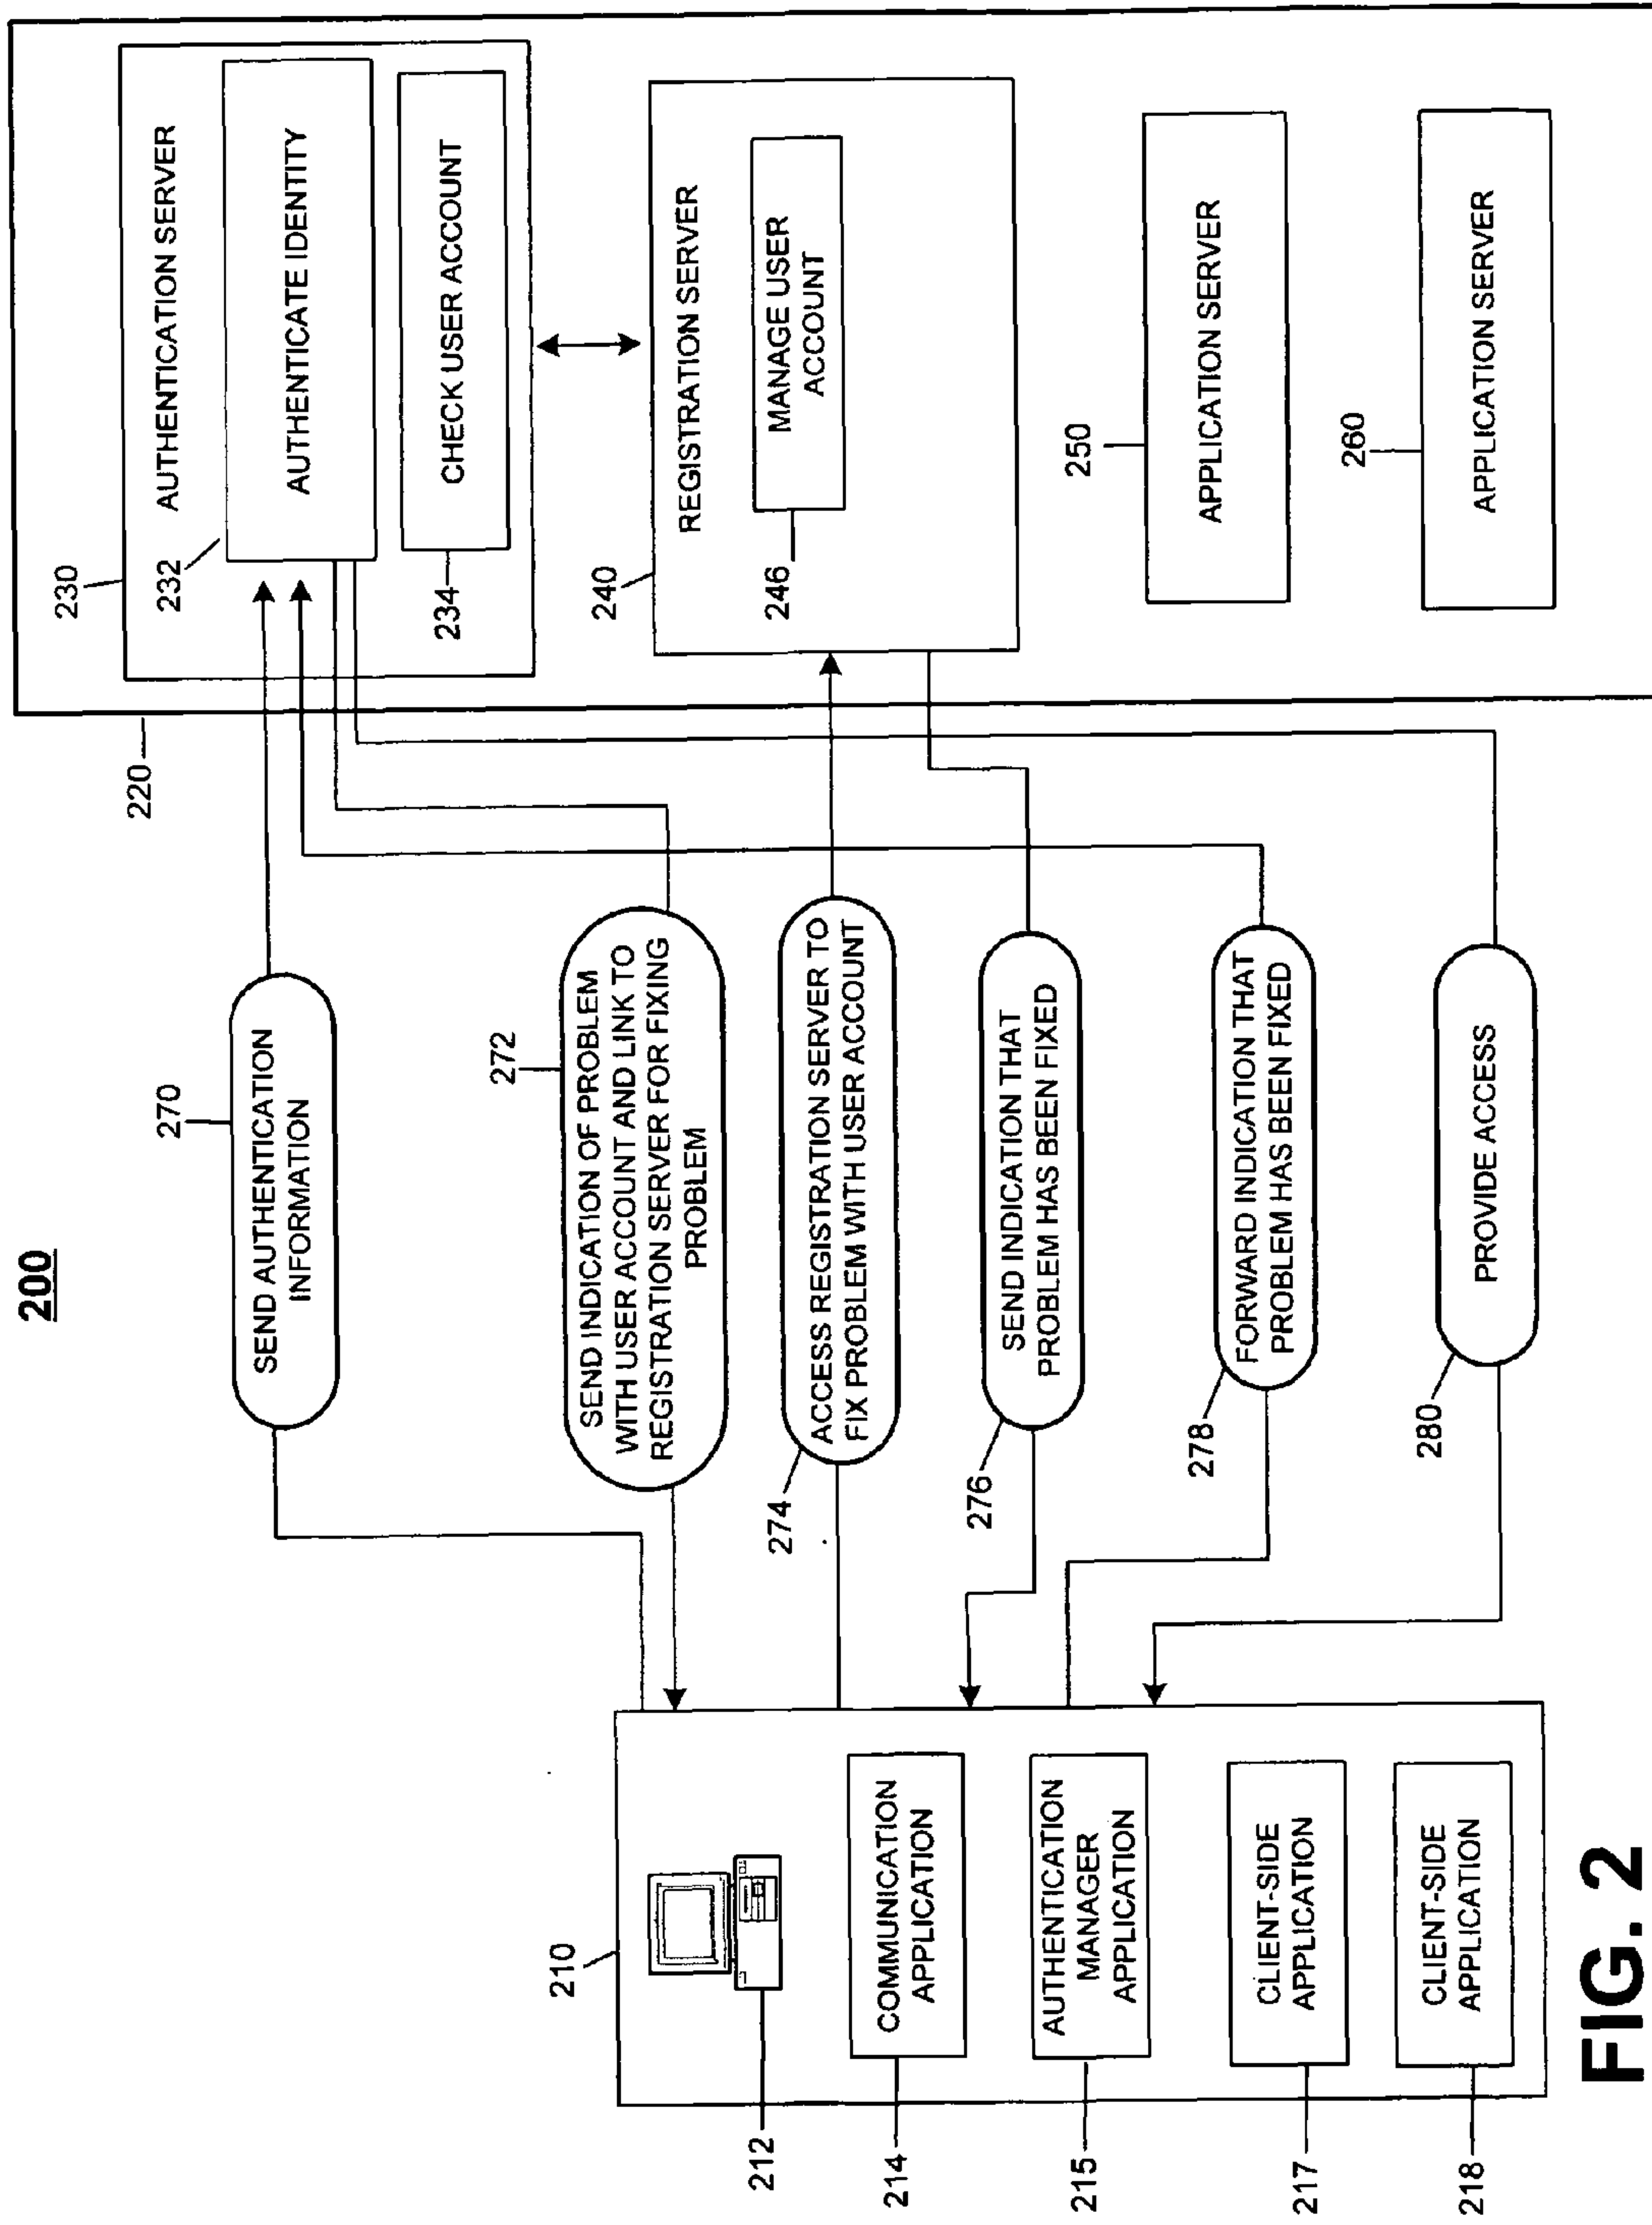 200
220
230
AUTHENTICATION SERVER
232
AUTHENTICATE IDENTITY
234
CHECK USER ACCOUNT
240
REGISTRATION SERVER
246
MANAGE USER
ACCOUNT
250
APPLICATION SERVER
260
APPLICATION SERVER
270
SEND AUTHENTICATION
INFORMATION
272
SEND INDICATION OF PROBLEM
WITH USER ACCOUNT AND LINK TO
REGISTRATION SERVER FOR FIXING
PROBLEM
274
ACCESS REGISTRATION SERVER TO
FIX PROBLEM WITH USER ACCOUNT
276
SEND INDICATION THAT
PROBLEM HAS BEEN FIXED
278
FORWARD INDICATION THAT
PROBLEM HAS BEEN FIXED
280
PROVIDE ACCESS
210
212
214
COMMUNICATION
APPLICATION
215
AUTHENTICATION
MANAGER
APPLICATION
217
CLIENT-SIDE
APPLICATION
218
CLIENT-SIDE
APPLICATION
FIG. 2